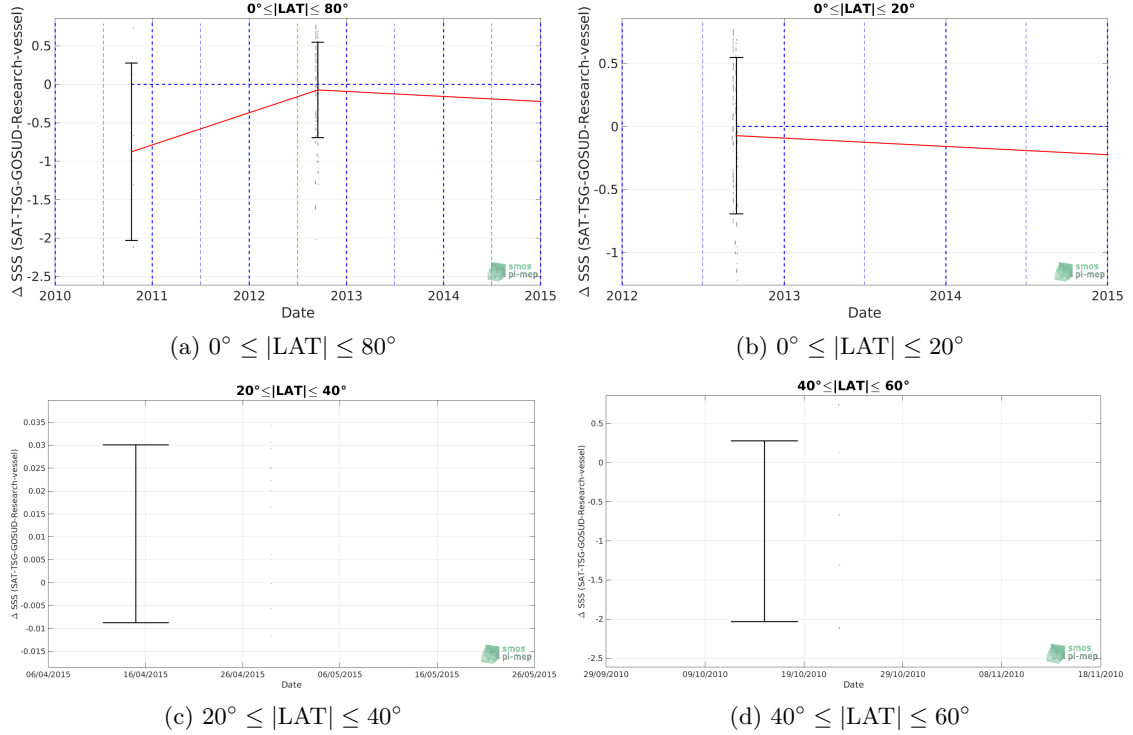 0°≤|LAT|≤ 80°
Δ SSS (SAT-TSG-GOSUD-Research-vessel)
0.5
0
-0.5
-1
-1.5
-2
-2.5
2010
2011
2012
2013
2014
2015
Date
smos
pi-mep
(a) 0° ≤ |LAT| ≤ 80°
0°≤|LAT|≤ 20°
Δ SSS (SAT-TSG-GOSUD-Research-vessel)
0.5
0
-0.5
-1
2012
2013
2014
2015
Date
smos
pi-mep
(b) 0° ≤ |LAT| ≤ 20°
20°≤|LAT|≤ 40°
Δ SSS (SAT-TSG-GOSUD-Research-vessel)
0.035
0.03
0.025
0.02
0.015
0.01
0.005
0
-0.005
-0.01
-0.015
06/04/2015
16/04/2015
26/04/2015
06/05/2015
16/05/2015
26/05/2015
Date
smos
pi-mep
(c) 20° ≤ |LAT| ≤ 40°
40°≤|LAT|≤ 60°
Δ SSS (SAT-TSG-GOSUD-Research-vessel)
0.5
0
-0.5
-1
-1.5
-2
-2.5
29/09/2010
09/10/2010
19/10/2010
29/10/2010
08/11/2010
18/11/2010
Date
smos
pi-mep
(d) 40° ≤ |LAT| ≤ 60°